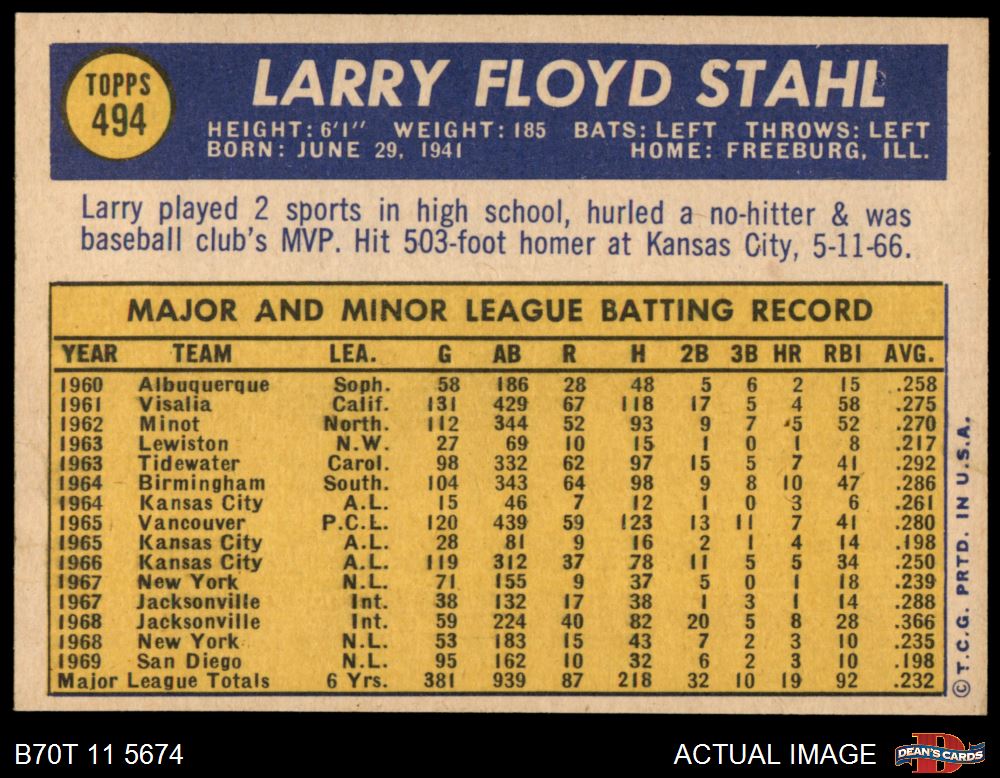 TOPPS
494
LARRY FLOYD STAHL
HEIGHT: 6'1" WEIGHT: 185 BATS: LEFT THROWS: LEFT
BORN: JUNE 29, 1941 HOME: FREEBURG, ILL.
Larry played 2 sports in high school, hurled a no-hitter & was
baseball club's MVP. Hit 503-foot homer at Kansas City, 5-11-66.
MAJOR AND MINOR LEAGUE BATTING RECORD
YEAR TEAM LEA. G AB R H 2B 3B HR RBI AVG.
1960 Albuquerque Soph. 58 186 28 48 5 6 2 15 .258
1961 Visalia Calif. 131 429 67 118 17 5 4 58 .275
1962 Minot North. 112 344 52 93 9 7 5 52 .270
1963 Lewiston N.W. 27 69 10 15 1 0 1 8 .217
1963 Tidewater Carol. 98 332 62 97 15 5 7 41 .292
1964 Birmingham South. 104 343 64 98 9 8 10 47 .286
1964 Kansas City A.L. 15 46 7 12 1 0 3 6 .261
1965 Vancouver P.C.L. 120 439 59 123 13 11 7 41 .280
1965 Kansas City A.L. 28 81 9 16 2 1 4 14 .198
1966 Kansas City A.L. 119 312 37 78 11 5 5 34 .250
1967 New York N.L. 71 155 9 37 5 0 1 18 .239
1967 Jacksonville Int. 38 132 17 38 1 3 1 14 .288
1968 Jacksonville Int. 59 224 40 82 20 5 8 28 .366
1968 New York N.L. 53 183 15 43 7 2 3 10 .235
1969 San Diego N.L. 95 162 10 32 6 2 3 10 .198
Major League Totals 6 Yrs. 381 939 87 218 32 10 19 92 .232
© T.C.G. PRTD. IN U.S.A.
B70T 11 5674
ACTUAL IMAGE
DEAN'S CARDS